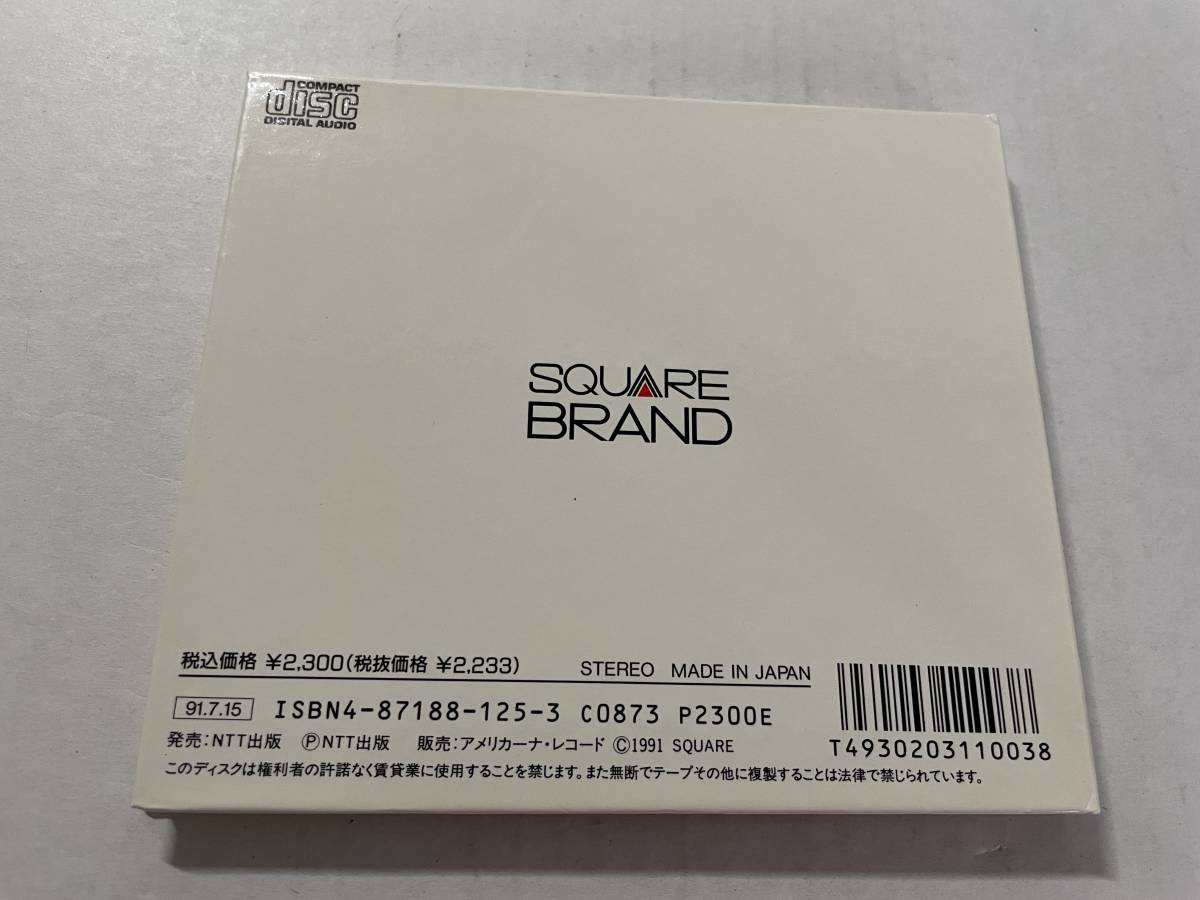 COMPACT
disc
DIGITAL AUDIO
SQUARE
BRAND
税込価格 ¥2,300(税抜価格 ¥2,233) STEREO MADE IN JAPAN
91.7.15 ISBN4-87188-125-3 C0873 P2300E
発売:NTT出版 ⓅNTT出版 販売:アメリカーナ・レコード Ⓒ1991 SQUARE
T4930203110038
このディスクは権利者の許諾なく賃貸業に使用することを禁じます。また無断でテープその他に複製することは法律で禁じられています。